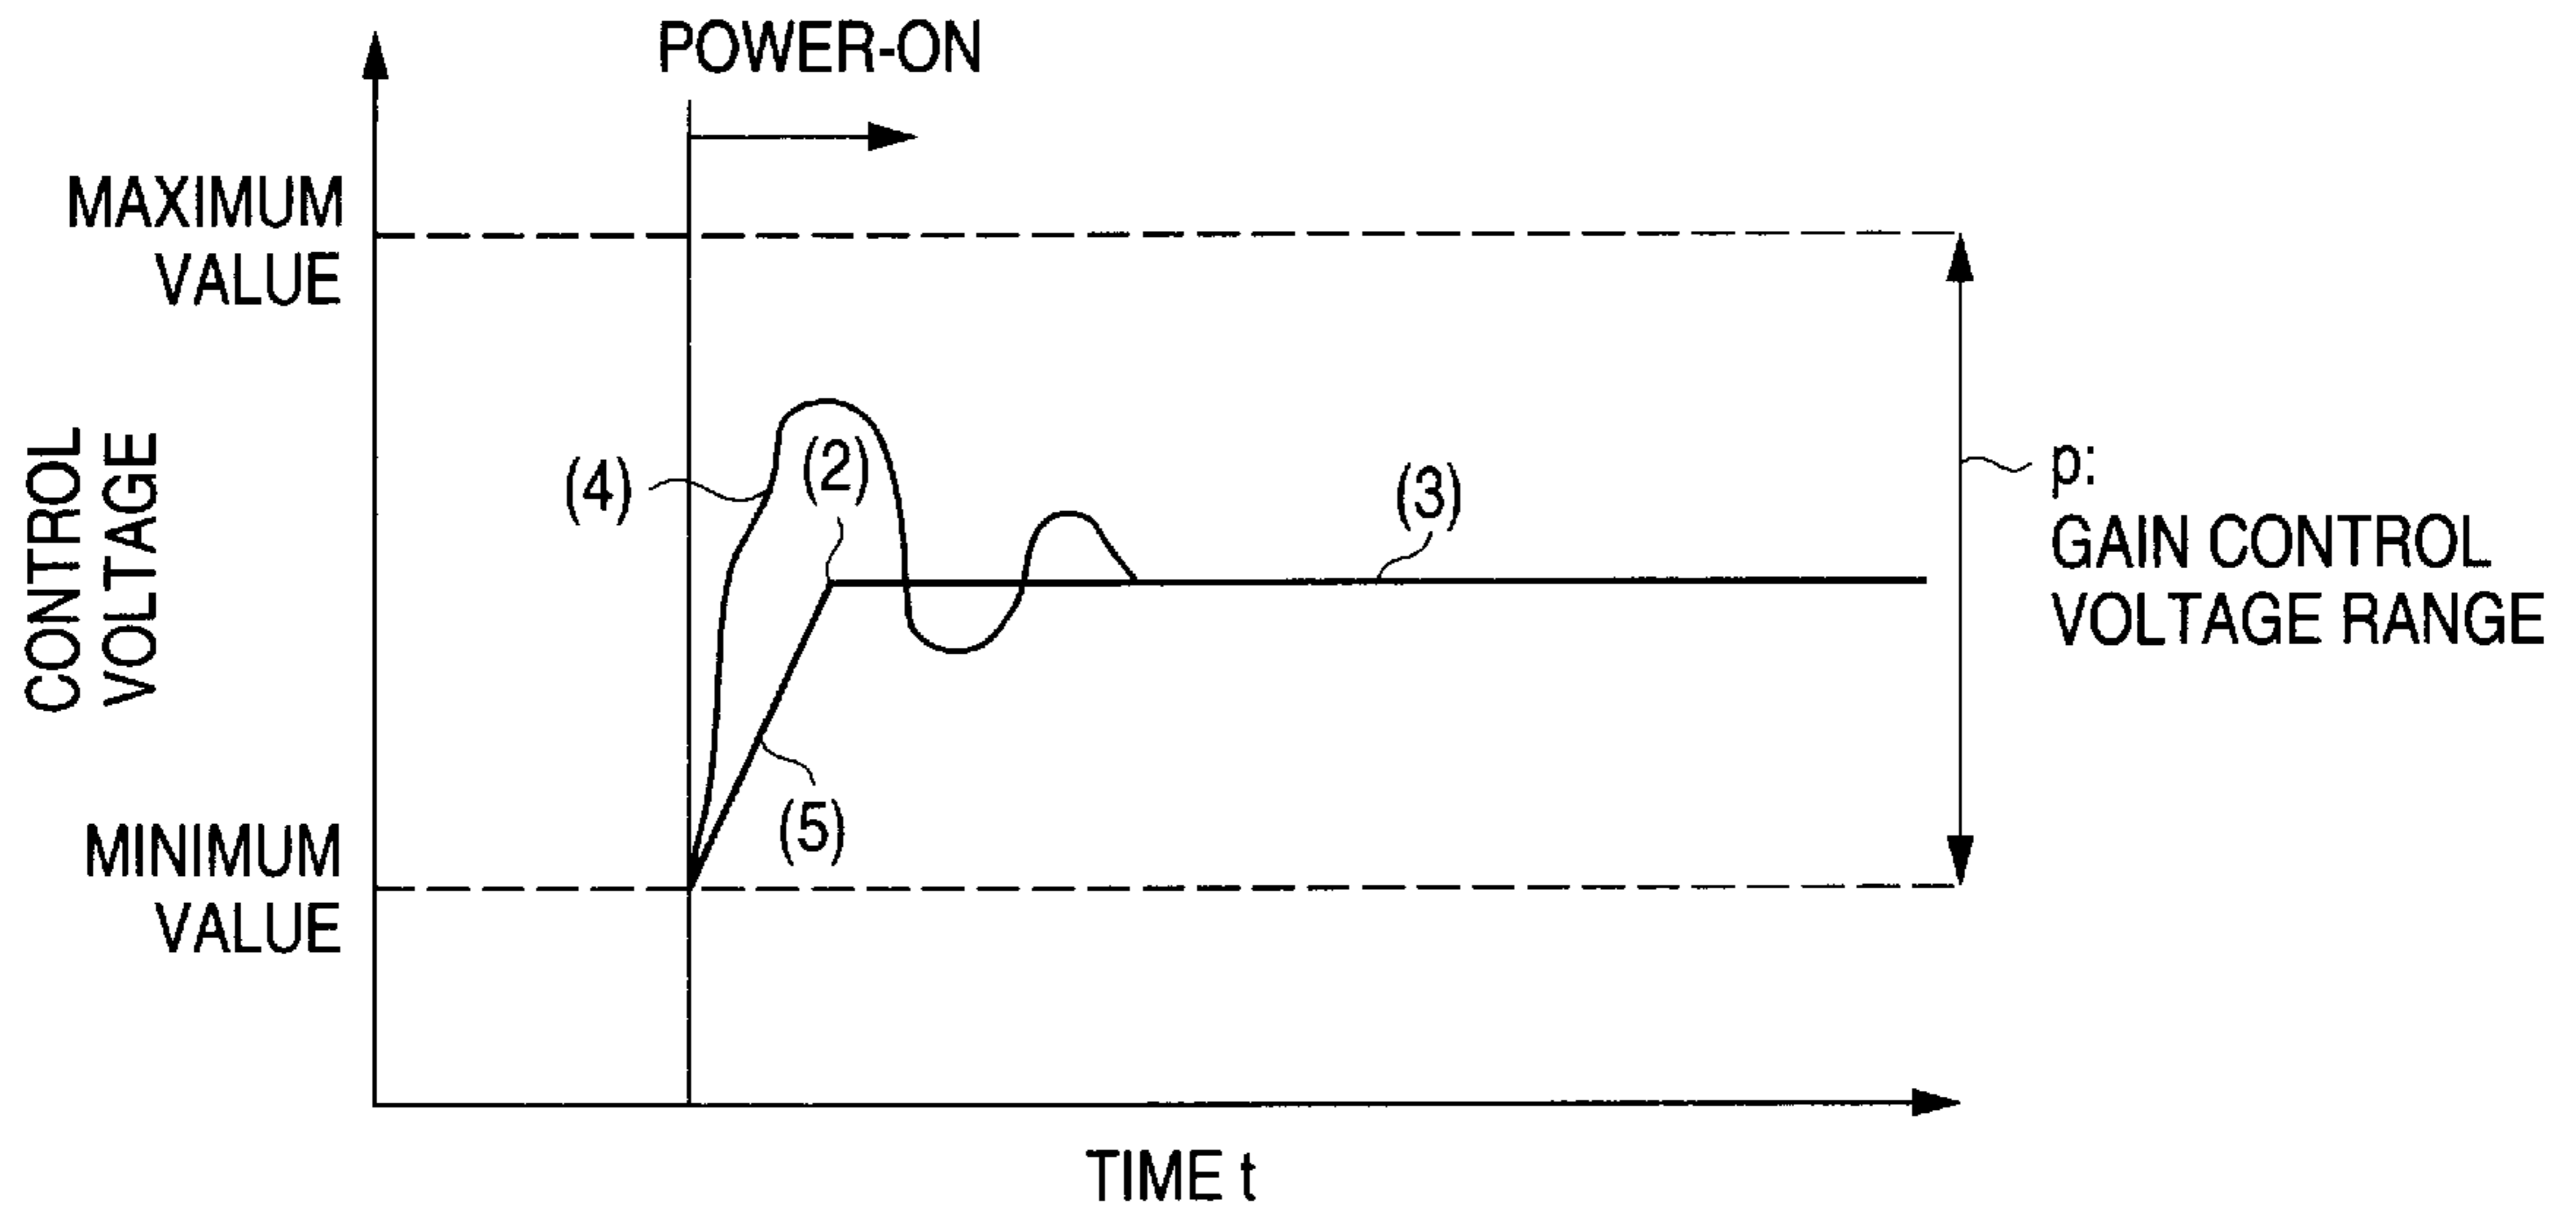 POWER-ON
MAXIMUM
VALUE
CONTROL
VOLTAGE
(4)
(2)
(3)
p:
GAIN CONTROL
VOLTAGE RANGE
(5)
MINIMUM
VALUE
TIME t